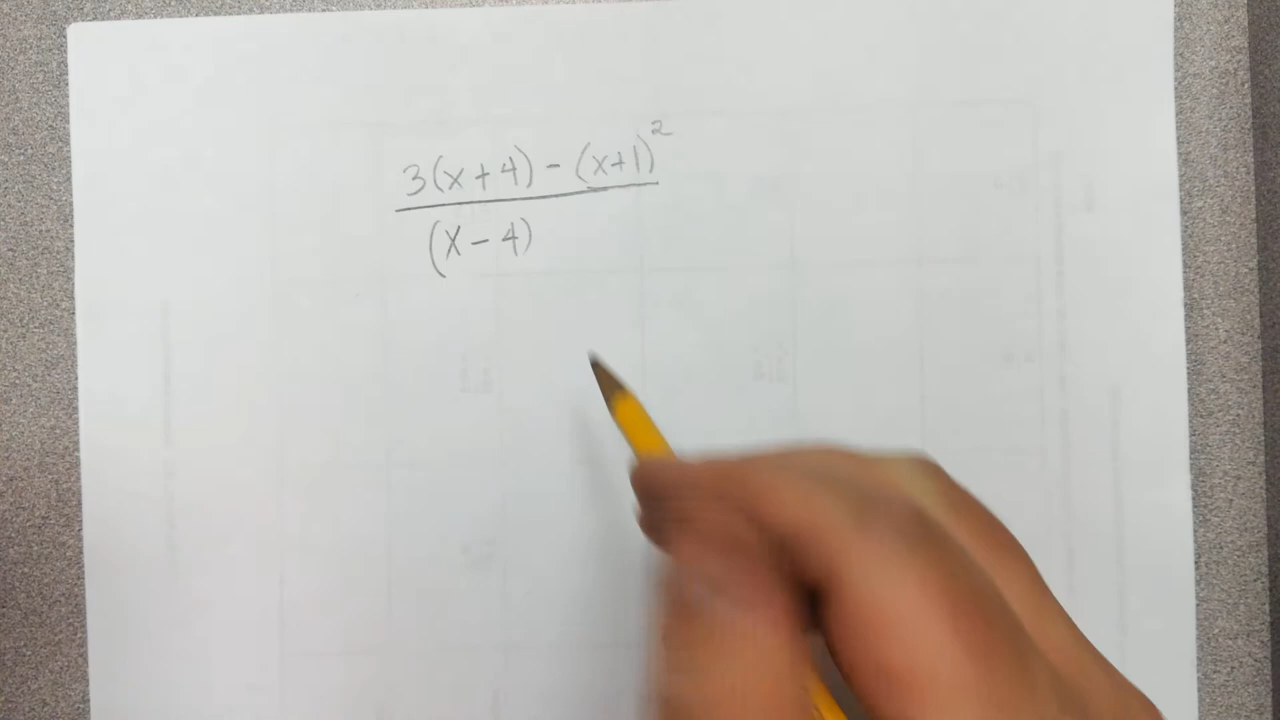 3(x+4) - (x+1)²
(x-4)